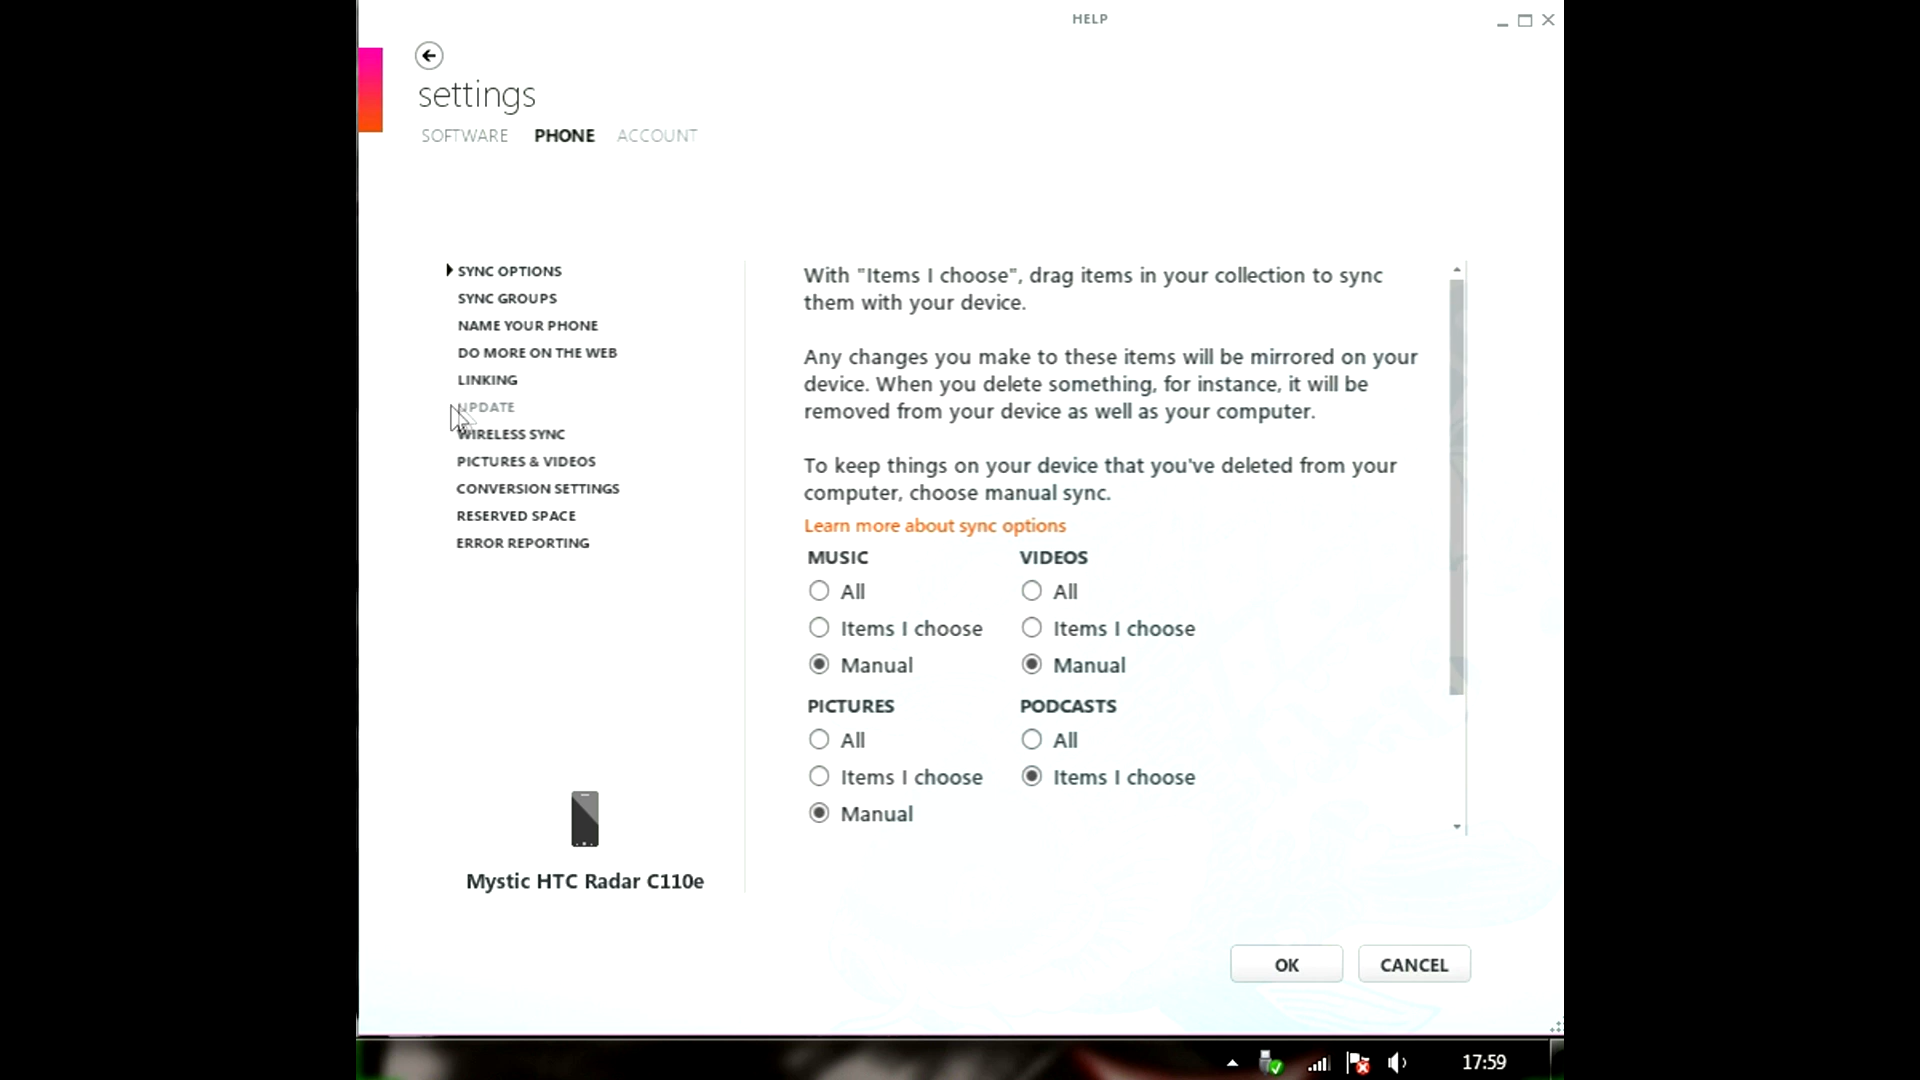 HELP
settings
SOFTWARE PHONE ACCOUNT
SYNC OPTIONS
SYNC GROUPS
NAME YOUR PHONE
DO MORE ON THE WEB
LINKING
UPDATE
WIRELESS SYNC
PICTURES & VIDEOS
CONVERSION SETTINGS
RESERVED SPACE
ERROR REPORTING
Mystic HTC Radar C110e
With "Items I choose", drag items in your collection to sync
them with your device.
Any changes you make to these items will be mirrored on your
device. When you delete something, for instance, it will be
removed from your device as well as your computer.
To keep things on your device that you've deleted from your
computer, choose manual sync.
Learn more about sync options
MUSIC
All
Items I choose
Manual
VIDEOS
All
Items I choose
Manual
PICTURES
All
Items I choose
Manual
PODCASTS
All
Items I choose
OK CANCEL
17:59